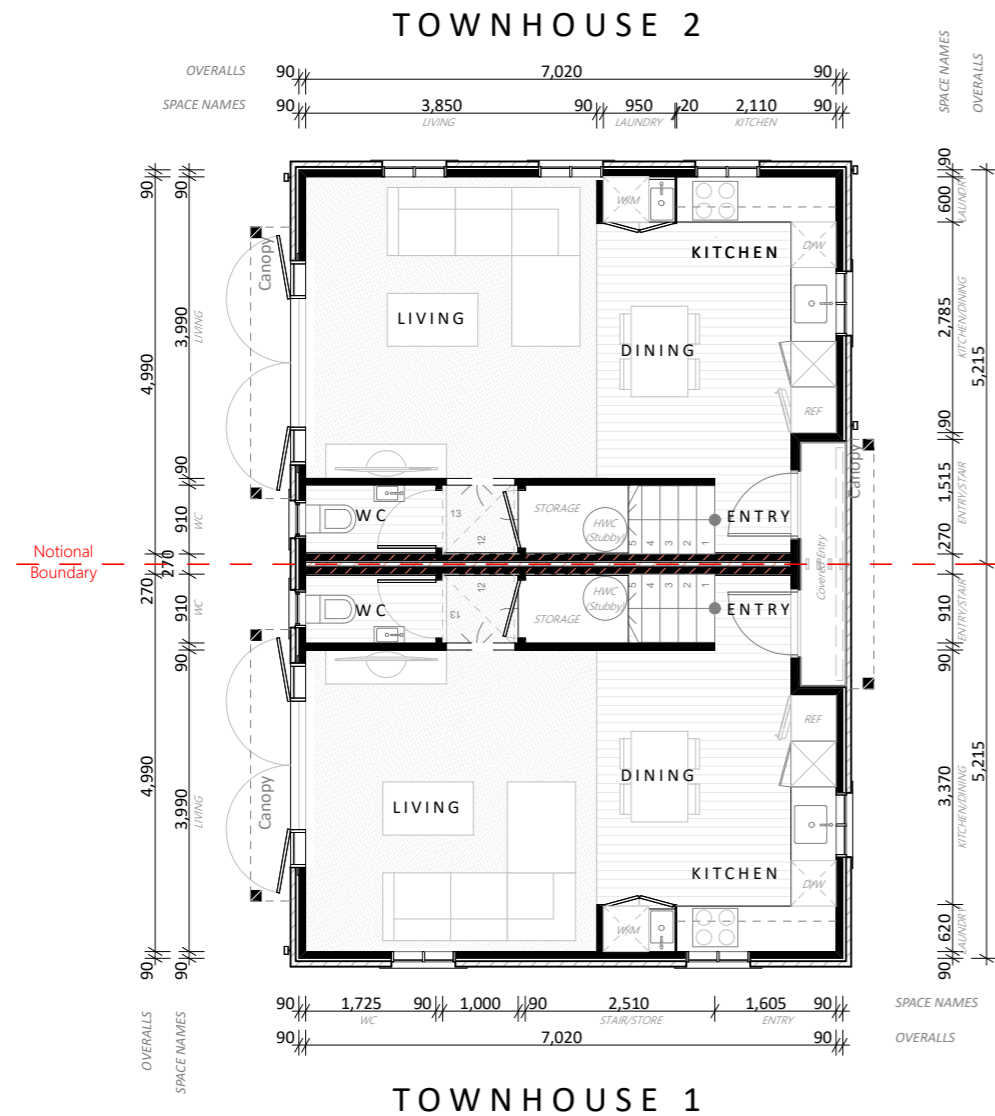 TOWNHOUSE 2
OVERALLS 90 7,020 90
SPACE NAMES 90 3,850 90 950 20 2,110 90
LIVING LAUNDRY KITCHEN
SPACE NAMES
OVERALLS
90
90
4,990
3,990
LIVING
90
910
WC
270
270
910
WC
90
4,990
3,990
LIVING
90
90
OVERALLS
SPACE NAMES
Canopy
W/M
KITCHEN
D/W
LIVING
DINING
REF
Canopy
WC
13
12
STORAGE
HWC
(Stubby)
5 4 3 2 1
ENTRY
Covered Entry
Notional
Boundary
WC
13
12
STORAGE
HWC
(Stubby)
5 4 3 2 1
ENTRY
REF
DINING
LIVING
Canopy
KITCHEN
D/W
W/M
90
600
LAUNDRY
2,785
KITCHEN/DINING
5,215
90
1,515
ENTRY/STAIR
270
910
ENTRY/STAIR
90
3,370
KITCHEN/DINING
5,215
620
LAUNDRY
90
90 1,725 90 1,000 90 2,510 1,605 90 SPACE NAMES
WC STAIR/STORE ENTRY
90 7,020 90 OVERALLS
TOWNHOUSE 1